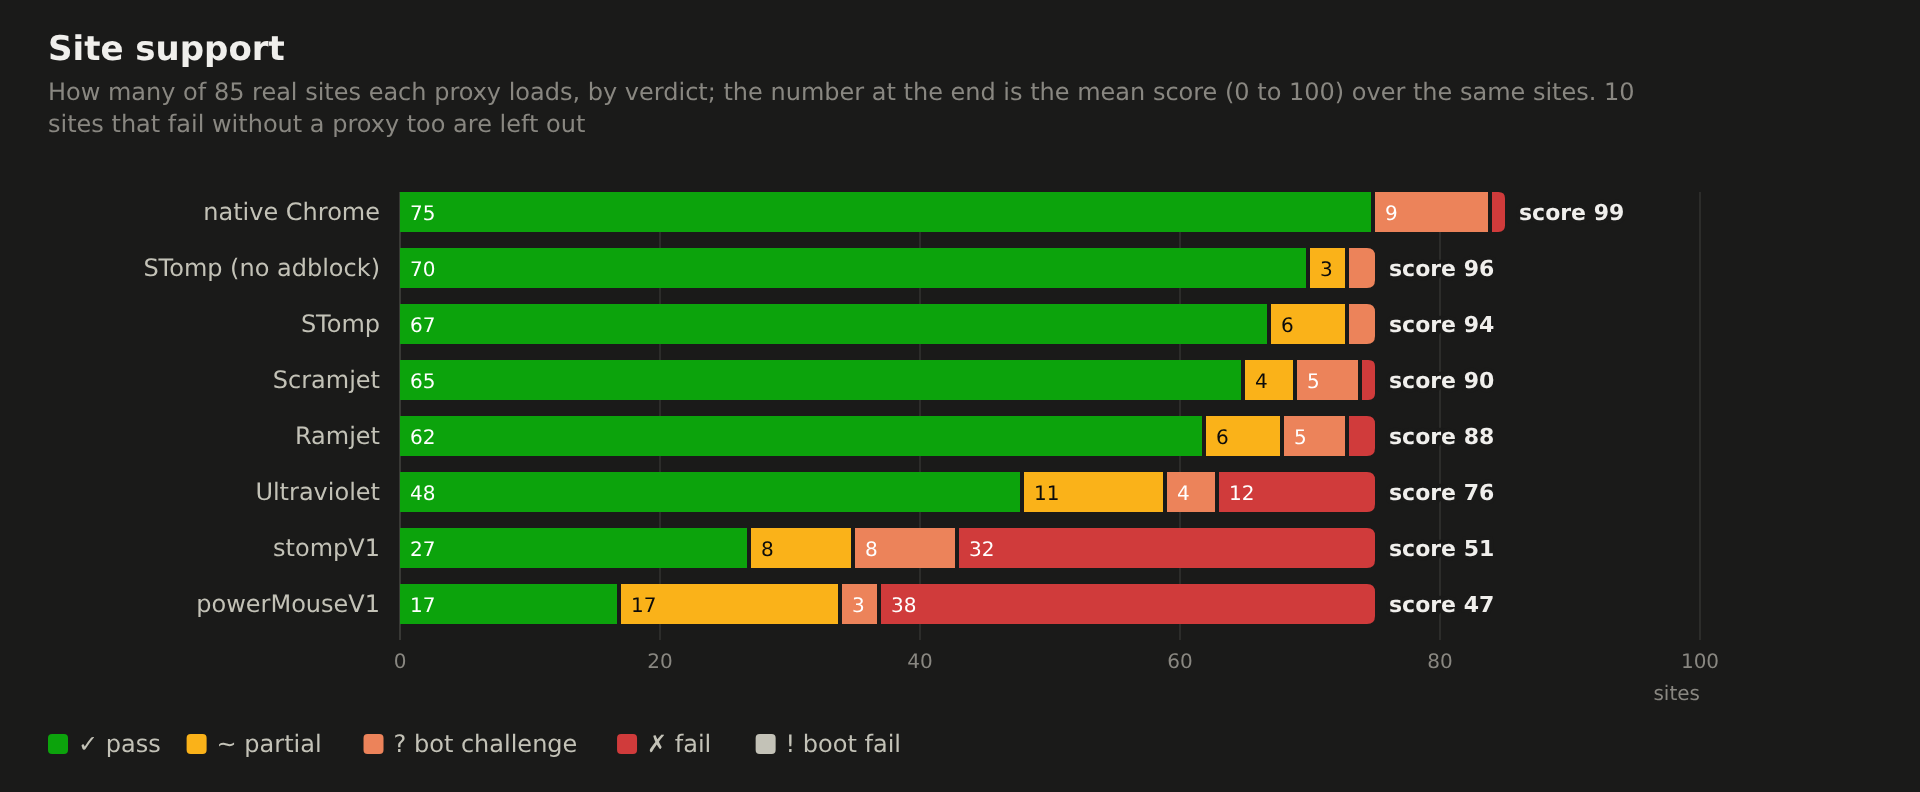 Site support
How many of 85 real sites each proxy loads, by verdict; the number at the end is the mean score (0 to 100) over the same sites. 10
sites that fail without a proxy too are left out
native Chrome 75 9 score 99
STomp (no adblock) 70 3 score 96
STomp 67 6 score 94
Scramjet 65 4 5 score 90
Ramjet 62 6 5 score 88
Ultraviolet 48 11 4 12 score 76
stompV1 27 8 8 32 score 51
powerMouseV1 17 17 3 38 score 47
0 20 40 60 80 100
sites
✓ pass ~ partial ? bot challenge ✗ fail ! boot fail